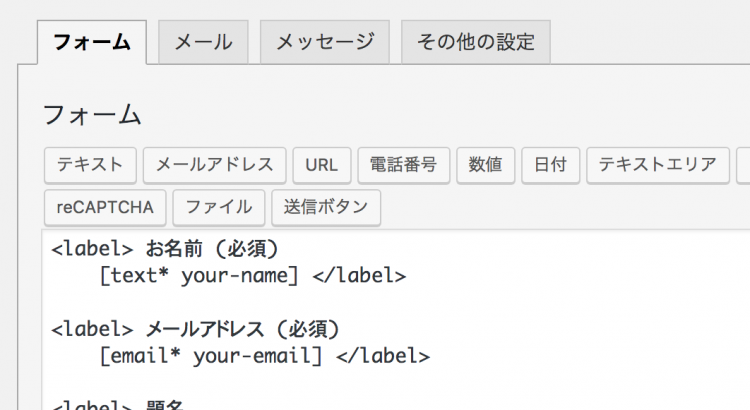 フォーム メール メッセージ その他の設定
フォーム
テキスト メールアドレス URL 電話番号 数値 日付 テキストエリア
reCAPTCHA ファイル 送信ボタン
<label> お名前 (必須)
[text* your-name] </label>
<label> メールアドレス (必須)
[email* your-email] </label>
<label> 題名